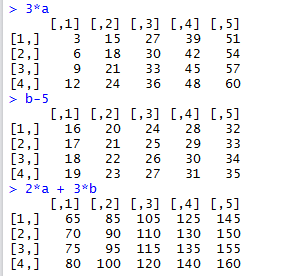 > 3*a
     [,1] [,2] [,3] [,4] [,5]
[1,]    3   15   27   39   51
[2,]    6   18   30   42   54
[3,]    9   21   33   45   57
[4,]   12   24   36   48   60
> b-5
     [,1] [,2] [,3] [,4] [,5]
[1,]   16   20   24   28   32
[2,]   17   21   25   29   33
[3,]   18   22   26   30   34
[4,]   19   23   27   31   35
> 2*a + 3*b
     [,1] [,2] [,3] [,4] [,5]
[1,]   65   85  105  125  145
[2,]   70   90  110  130  150
[3,]   75   95  115  135  155
[4,]   80  100  120  140  160